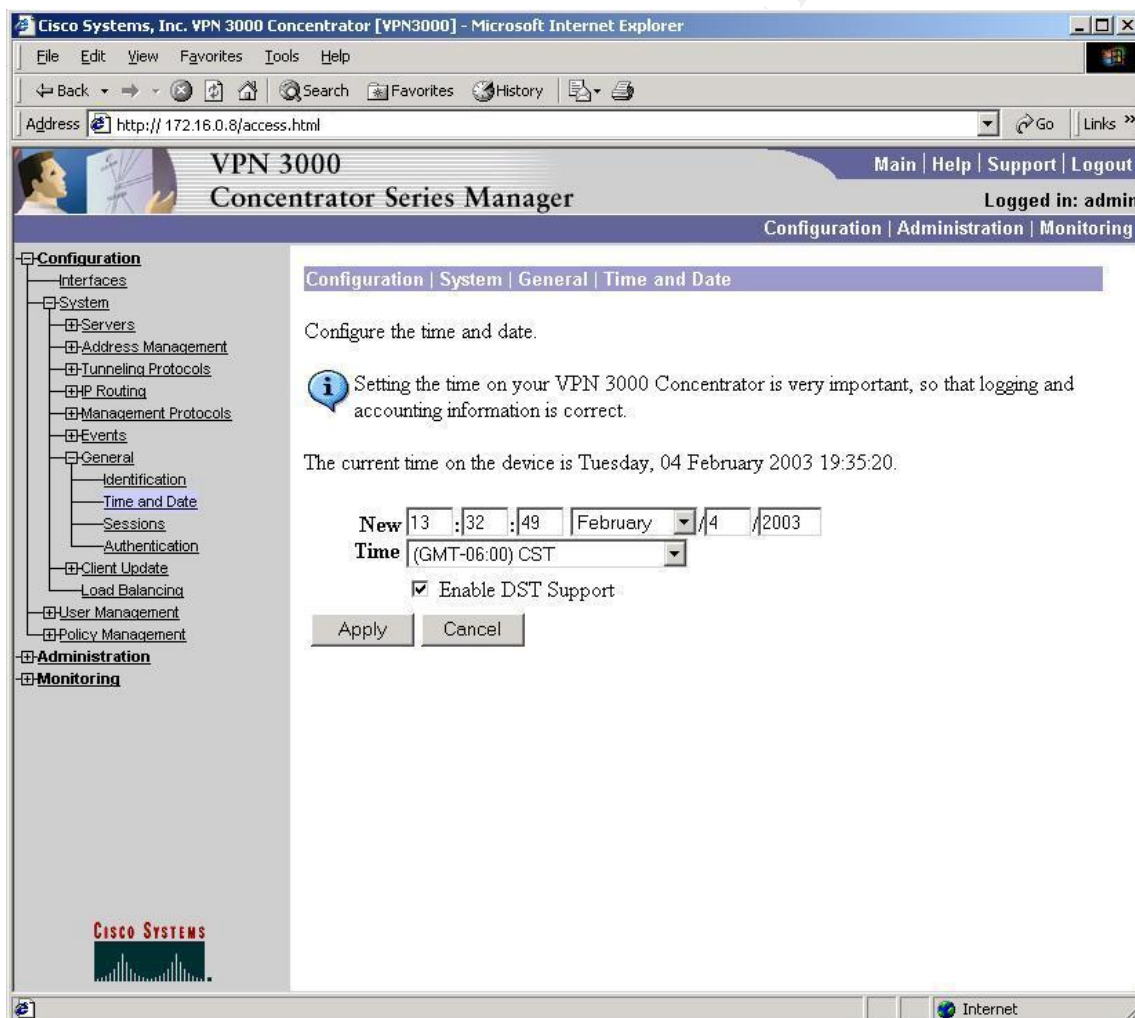 Cisco Systems, Inc. VPN 3000 Concentrator [VPN3000] - Microsoft Internet Explorer
File Edit View Favorites Tools Help
Back Search Favorites History
Address http:// 172.16.0.8/access.html Go Links »
VPN 3000
Concentrator Series Manager
Main | Help | Support | Logout
Logged in: admin
Configuration | Administration | Monitoring
Configuration
Interfaces
System
Servers
Address Management
Tunneling Protocols
IP Routing
Management Protocols
Events
General
Identification
Time and Date
Sessions
Authentication
Client Update
Load Balancing
User Management
Policy Management
Administration
Monitoring
CISCO SYSTEMS
Configuration | System | General | Time and Date
Configure the time and date.
Setting the time on your VPN 3000 Concentrator is very important, so that logging and
accounting information is correct.
The current time on the device is Tuesday, 04 February 2003 19:35:20.
New 13 : 32 : 49 February / 4 / 2003
Time (GMT-06:00) CST
Enable DST Support
Apply Cancel
Internet